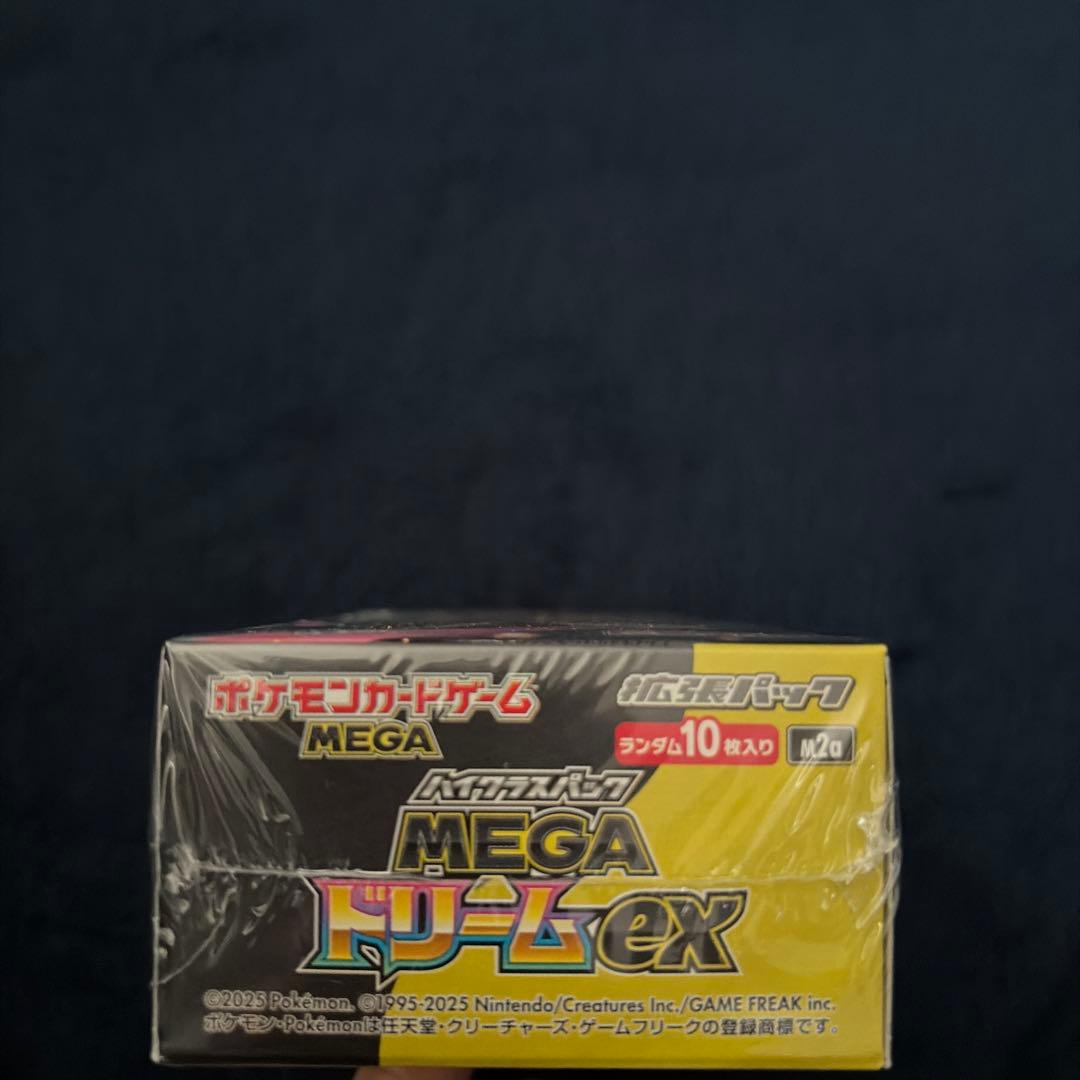 ポケモンカードゲーム
MEGA
拡張パック
ランダム10枚入り
M2a
ハイクラスパック
MEGA
ドリームex
©2025 Pokémon. ©1995-2025 Nintendo/Creatures Inc./GAME FREAK inc.
ポケモン・Pokémonは任天堂・クリーチャーズ・ゲームフリークの登録商標です。